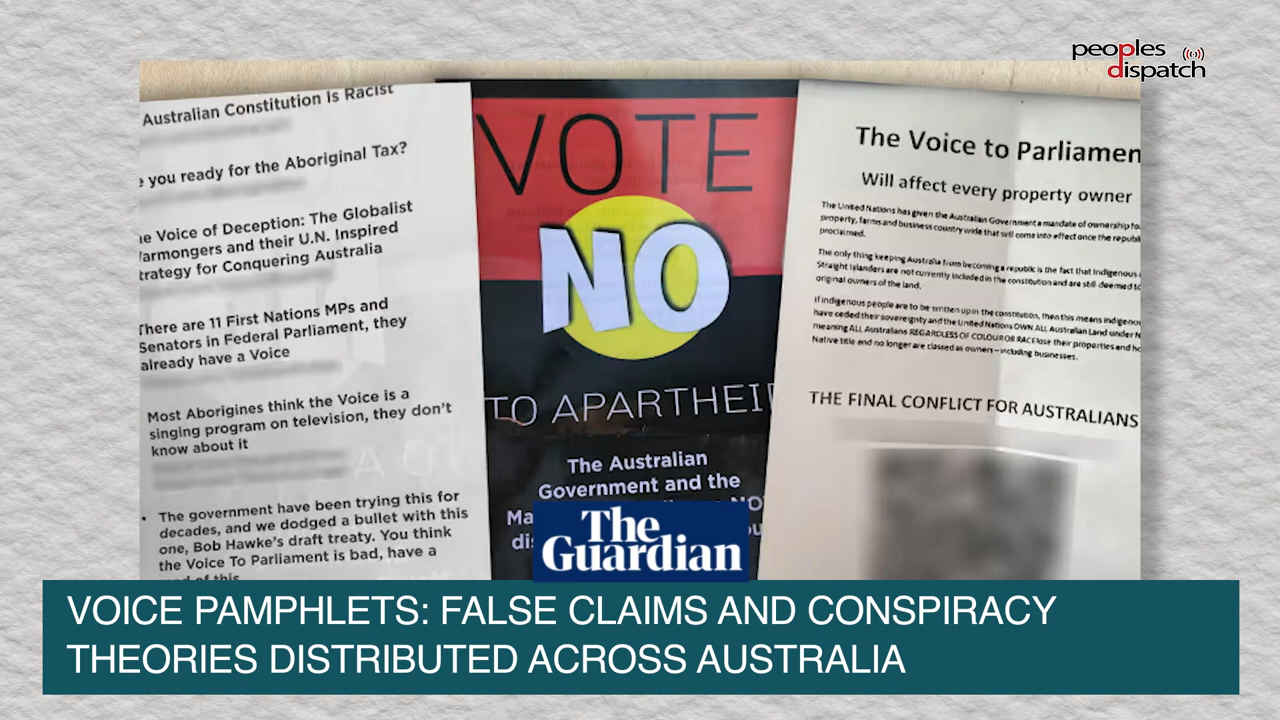 peoples
dispatch
Australian Constitution Is Racist
you ready for the Aboriginal Tax?
Voice of Deception: The Globalist
and their U.N. Inspired
for Conquering Australia
There are 11 First Nations MPs and
Senators in Federal Parliament, they
already have a Voice
Most Aborigines think the Voice is a
singing program on television, they don't
know about it
• The government have been trying this for
decades, and we dodged a bullet with this
one, Bob Hawke's draft treaty. You think
the Voice To Parliament is bad, have a
of this
VOTE
NO
TO
The Australian
Government and the
The Voice to
Will affect every property owner
The United Nations has given the Australian Government a mandate of ownership
property, farms and business country wide that will come into effect once the
proclaimed.
The only thing keeping Australia from becoming a republic is the fact that Indigenous
Straight Islanders are not currently included in the constitution and are still deemed
original owners of the land.
If indigenous people are to be written up in the constitution, then this means
have ceded their sovereignty and the United Nations OWN ALL Australian Land under
meaning ALL Australians REGARDLESS OF COLOUR OR RACE lose their properties and
Native title and no longer are classed as owners – including businesses.
THE FINAL CONFLICT FOR AUSTRALIANS
The
Guardian
VOICE PAMPHLETS: FALSE CLAIMS AND CONSPIRACY
THEORIES DISTRIBUTED ACROSS AUSTRALIA